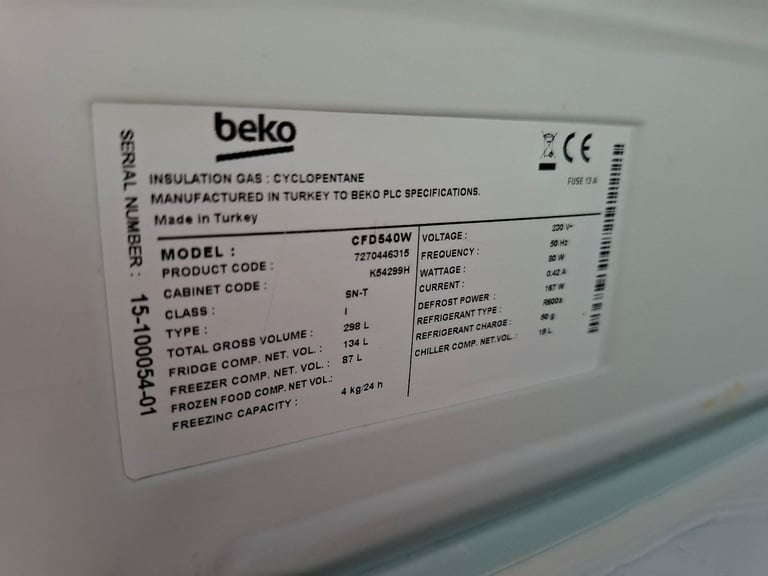 beko
CE
FUSE 13 A
INSULATION GAS : CYCLOPENTANE
MANUFACTURED IN TURKEY TO BEKO PLC SPECIFICATIONS.
Made in Turkey
SERIAL NUMBER : 15-100054-01
MODEL : CFD540W
PRODUCT CODE : 7270446315
CABINET CODE : K54299H
CLASS : SN-T
TYPE : I
TOTAL GROSS VOLUME : 298 L
FRIDGE COMP. NET. VOL. : 134 L
FREEZER COMP. NET. VOL. : 87 L
FROZEN FOOD COMP. NET VOL.:
FREEZING CAPACITY : 4 kg/24 h
VOLTAGE : 230 V~
FREQUENCY : 50 Hz
WATTAGE : 80 W
CURRENT : 0.42 A
DEFROST POWER : 167 W
REFRIGERANT TYPE : R600a
REFRIGERANT CHARGE : 50 g
CHILLER COMP. NET.VOL. : 15 L